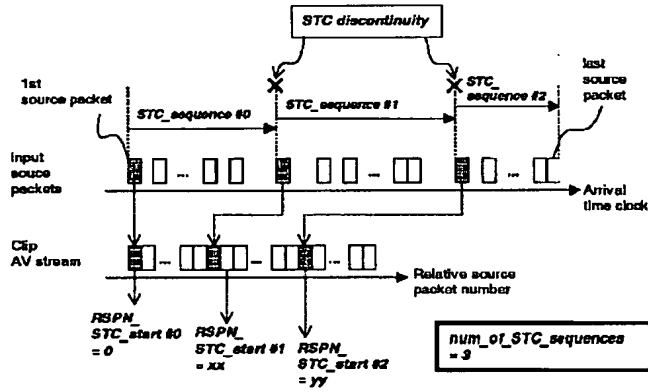 STC discontinuity
1st
source packet
STC_sequence #0
STC_sequence #1
STC_
sequence #2
last
source
packet
Input
souce
packets
...
...
...
Arrival
time clock
Clip
AV stream
...
...
...
Relative source
packet number
RSPN_
STC_start #0
= 0
RSPN_
STC_start #1
= xx
RSPN_
STC_start #2
= yy
num_of_STC_sequences
= 3